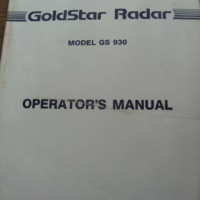 GoldStar Radar
MODEL GS 930
OPERATOR'S MANUAL